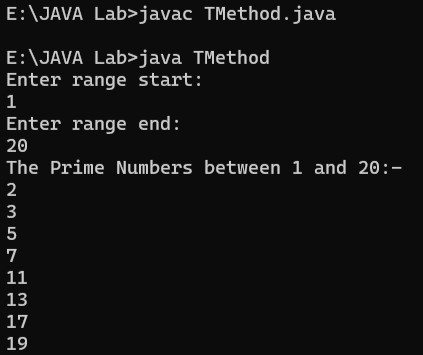 E:\JAVA Lab>javac TMethod.java
E:\JAVA Lab>java TMethod
Enter range start:
1
Enter range end:
20
The Prime Numbers between 1 and 20:-
2
3
5
7
11
13
17
19